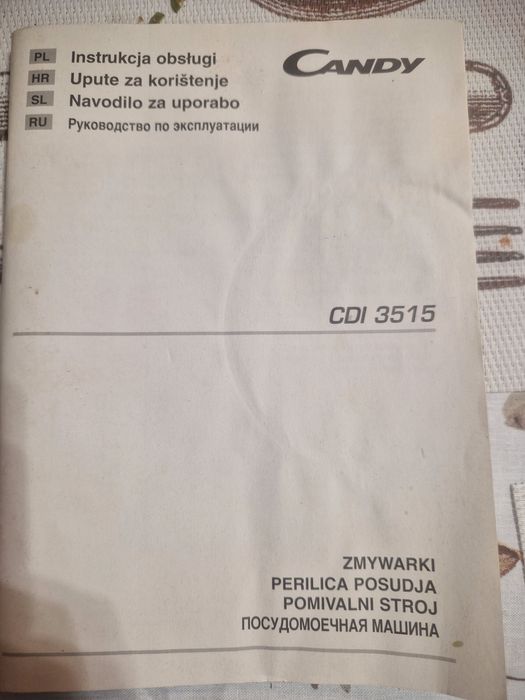 PL Instrukcja obsługi
HR Upute za korištenje
SL Navodilo za uporabo
RU Руководство по эксплуатации
CANDY
CDI 3515
ZMYWARKI
PERILICA POSUDJA
POMIVALNI STROJ
ПОСУДОМОЕЧНАЯ МАШИНА